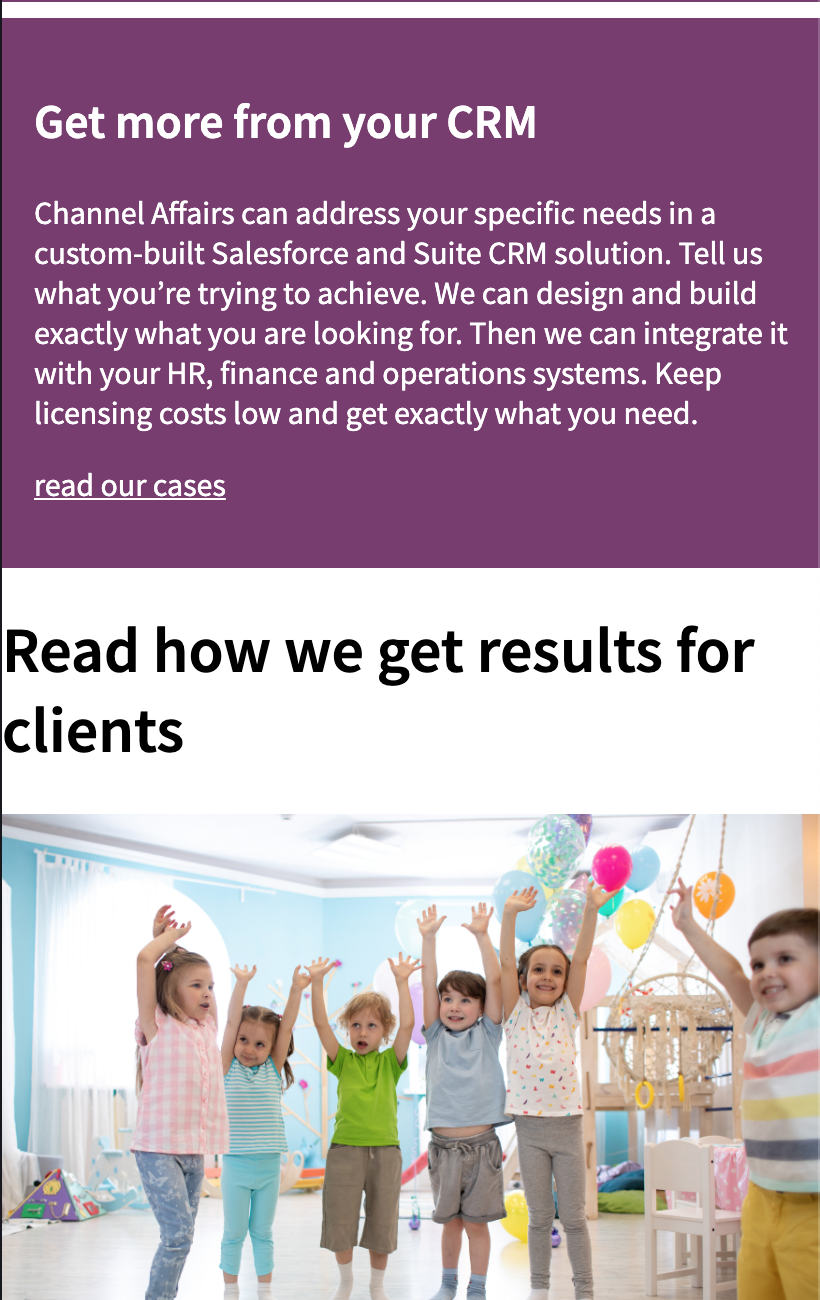 Get more from your CRM
Channel Affairs can address your specific needs in a
custom-built Salesforce and Suite CRM solution. Tell us
what you’re trying to achieve. We can design and build
exactly what you are looking for. Then we can integrate it
with your HR, finance and operations systems. Keep
licensing costs low and get exactly what you need.
read our cases
Read how we get results for
clients